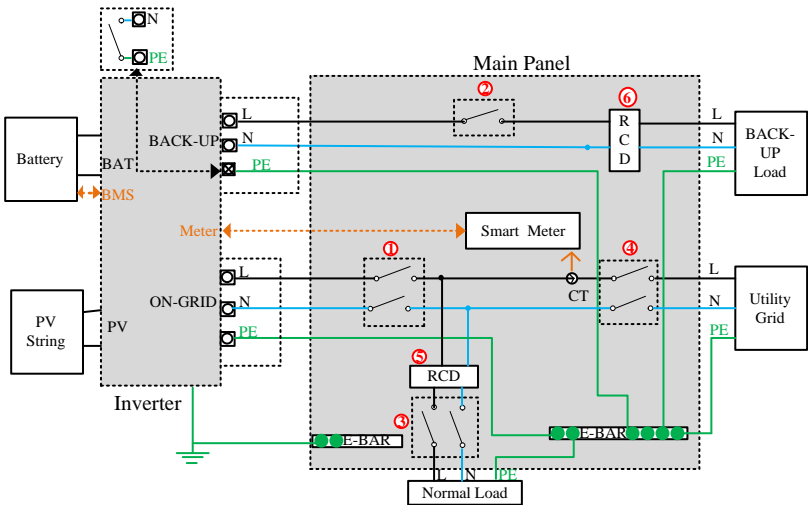 N
PE
Main Panel
②
⑥
L
BACK-UP
N
PE
R
C
D
L
N
PE
BACK-
UP
Load
Battery
BAT
BMS
Meter
Smart Meter
①
④
L
ON-GRID
N
PE
CT
L
N
PE
Utility
Grid
PV
String
PV
⑤
RCD
Inverter
③
E-BAR
E-BAR
L
N
PE
Normal Load